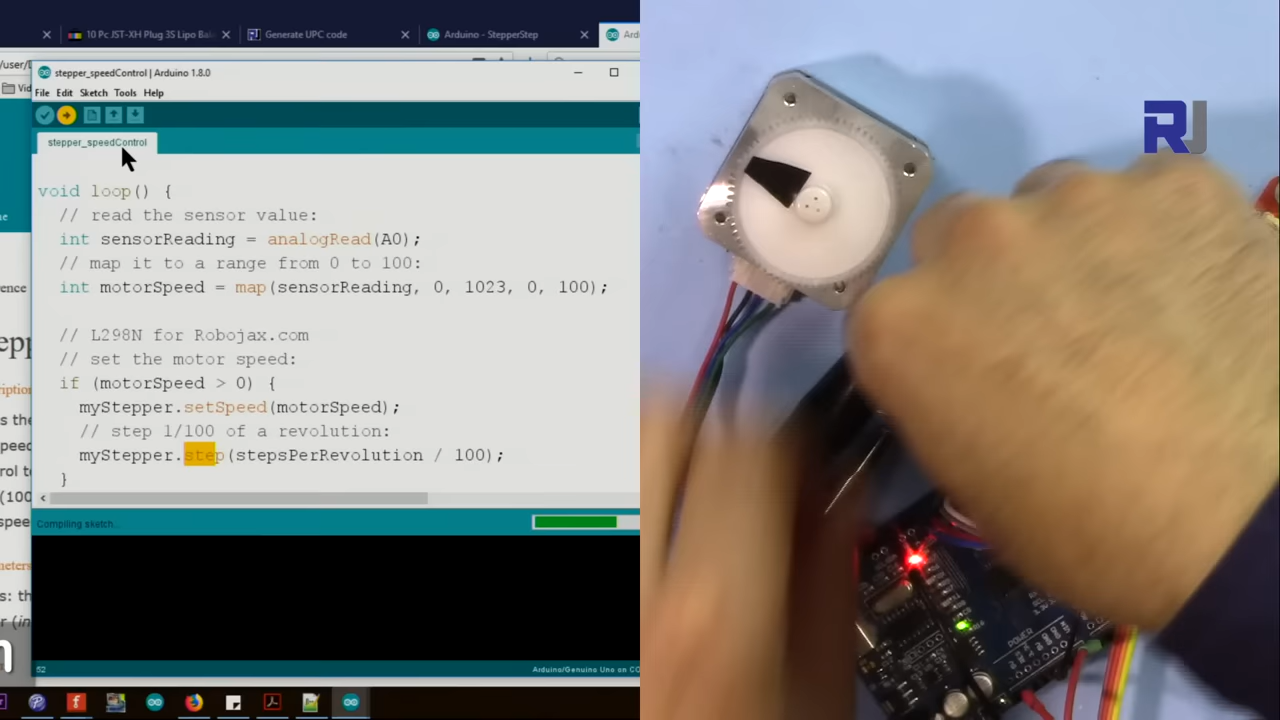 10 Pc JST-XH Plug 3S Lipo Bal
Generate UPC code
Arduino - StepperStep
Ard
/user/
stepper_speedControl | Arduino 1.8.0
File Edit Sketch Tools Help
stepper_speedControl
void loop() {
// read the sensor value:
int sensorReading = analogRead(A0);
// map it to a range from 0 to 100:
int motorSpeed = map(sensorReading, 0, 1023, 0, 100);
// L298N for Robojax.com
// set the motor speed:
if (motorSpeed > 0) {
myStepper.setSpeed(motorSpeed);
// step 1/100 of a revolution:
myStepper.step(stepsPerRevolution / 100);
}
Compiling sketch...
52
Arduino/Genuino Uno on CO
RJ
POWER